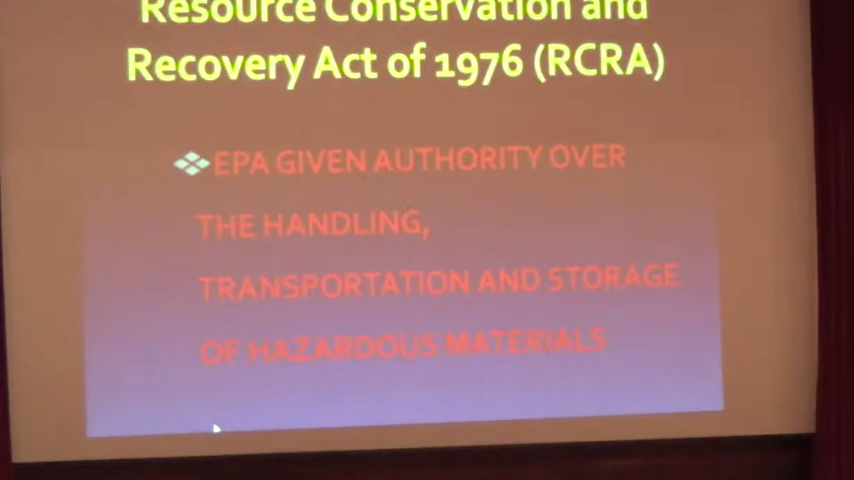 Resource Conservation and
Recovery Act of 1976 (RCRA)
EPA GIVEN AUTHORITY OVER
THE HANDLING,
TRANSPORTATION AND STORAGE
OF HAZARDOUS MATERIALS